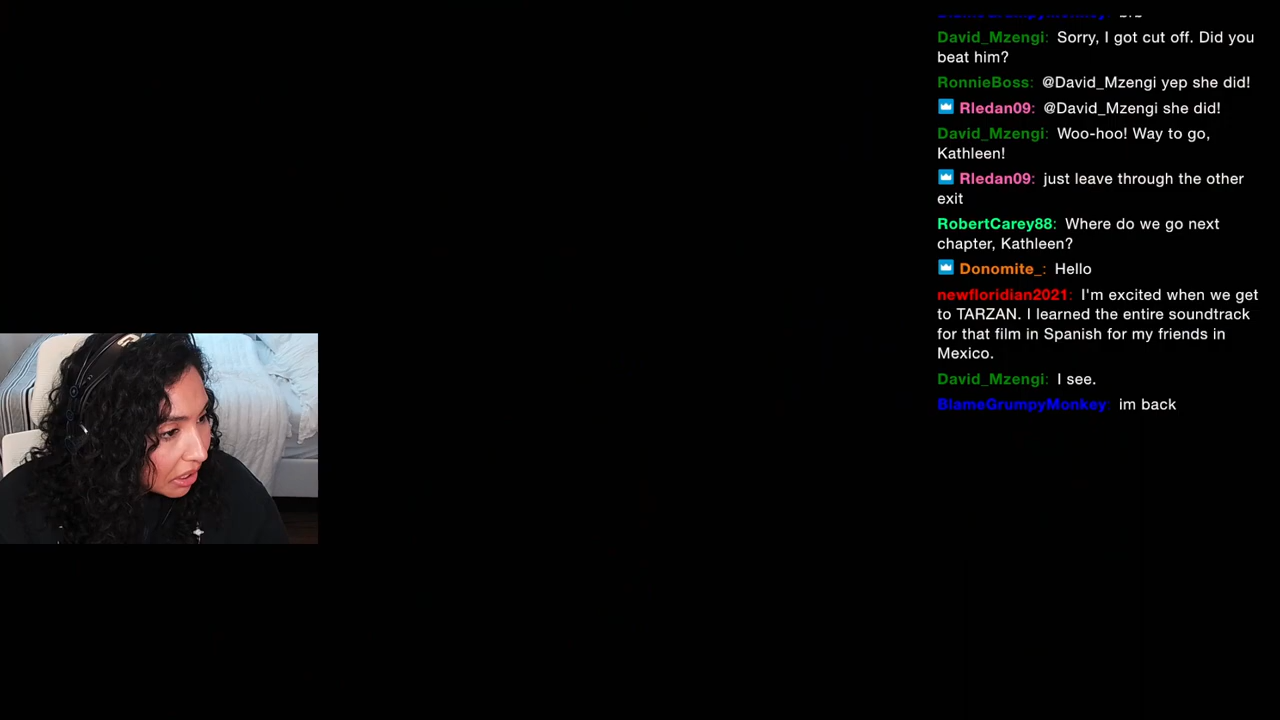 David_Mzengi: Sorry, I got cut off. Did you
beat him?
RonnieBoss: @David_Mzengi yep she did!
Rledan09: @David_Mzengi she did!
David_Mzengi: Woo-hoo! Way to go,
Kathleen!
Rledan09: just leave through the other
exit
RobertCarey88: Where do we go next
chapter, Kathleen?
Donomite_: Hello
newfloridian2021: I'm excited when we get
to TARZAN. I learned the entire soundtrack
for that film in Spanish for my friends in
Mexico.
David_Mzengi: I see.
BlameGrumpyMonkey: im back